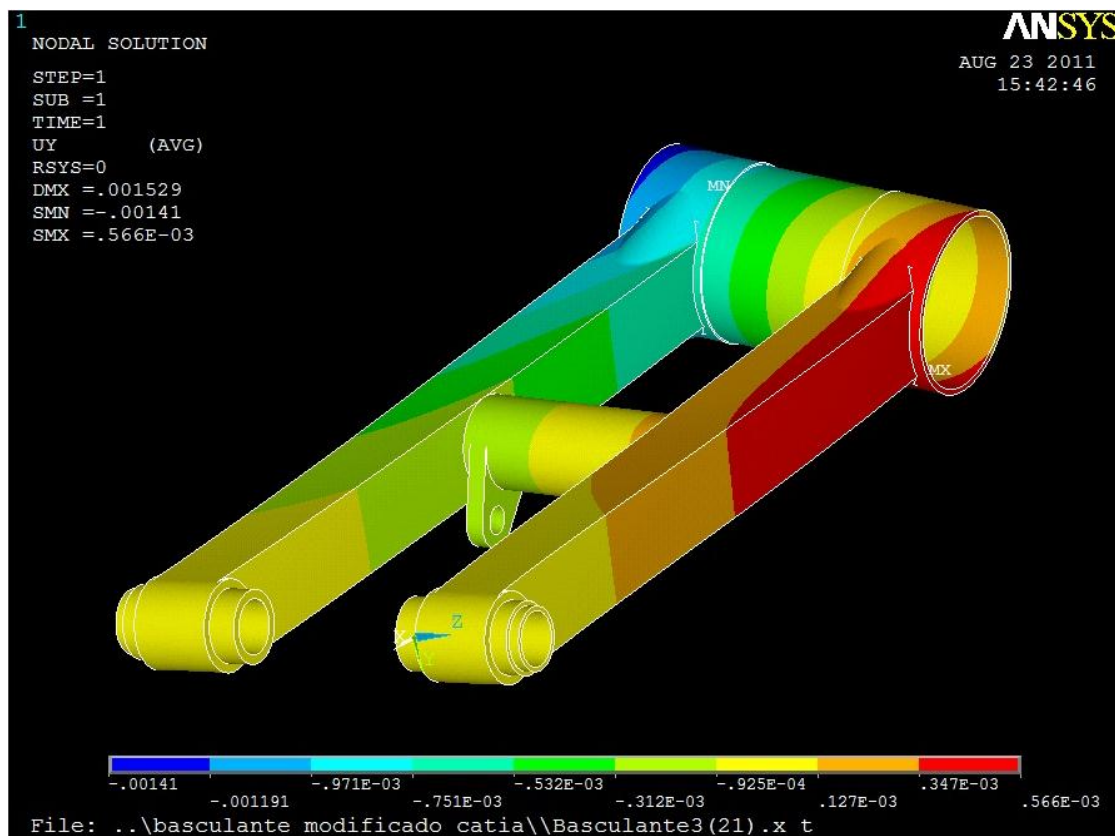 1
ANSYS
NODAL SOLUTION
AUG 23 2011
15:42:46
STEP=1
SUB =1
TIME=1
UY (AVG)
RSYS=0
DMX =.001529
SMN =-.00141
SMX =.566E-03
MN
MX
Z
X
Y
-.00141 -.971E-03 -.532E-03 -.925E-04 .347E-03
-.001191 -.751E-03 -.312E-03 .127E-03 .566E-03
File: ..\basculante modificado catia\\Basculante3(21).x t